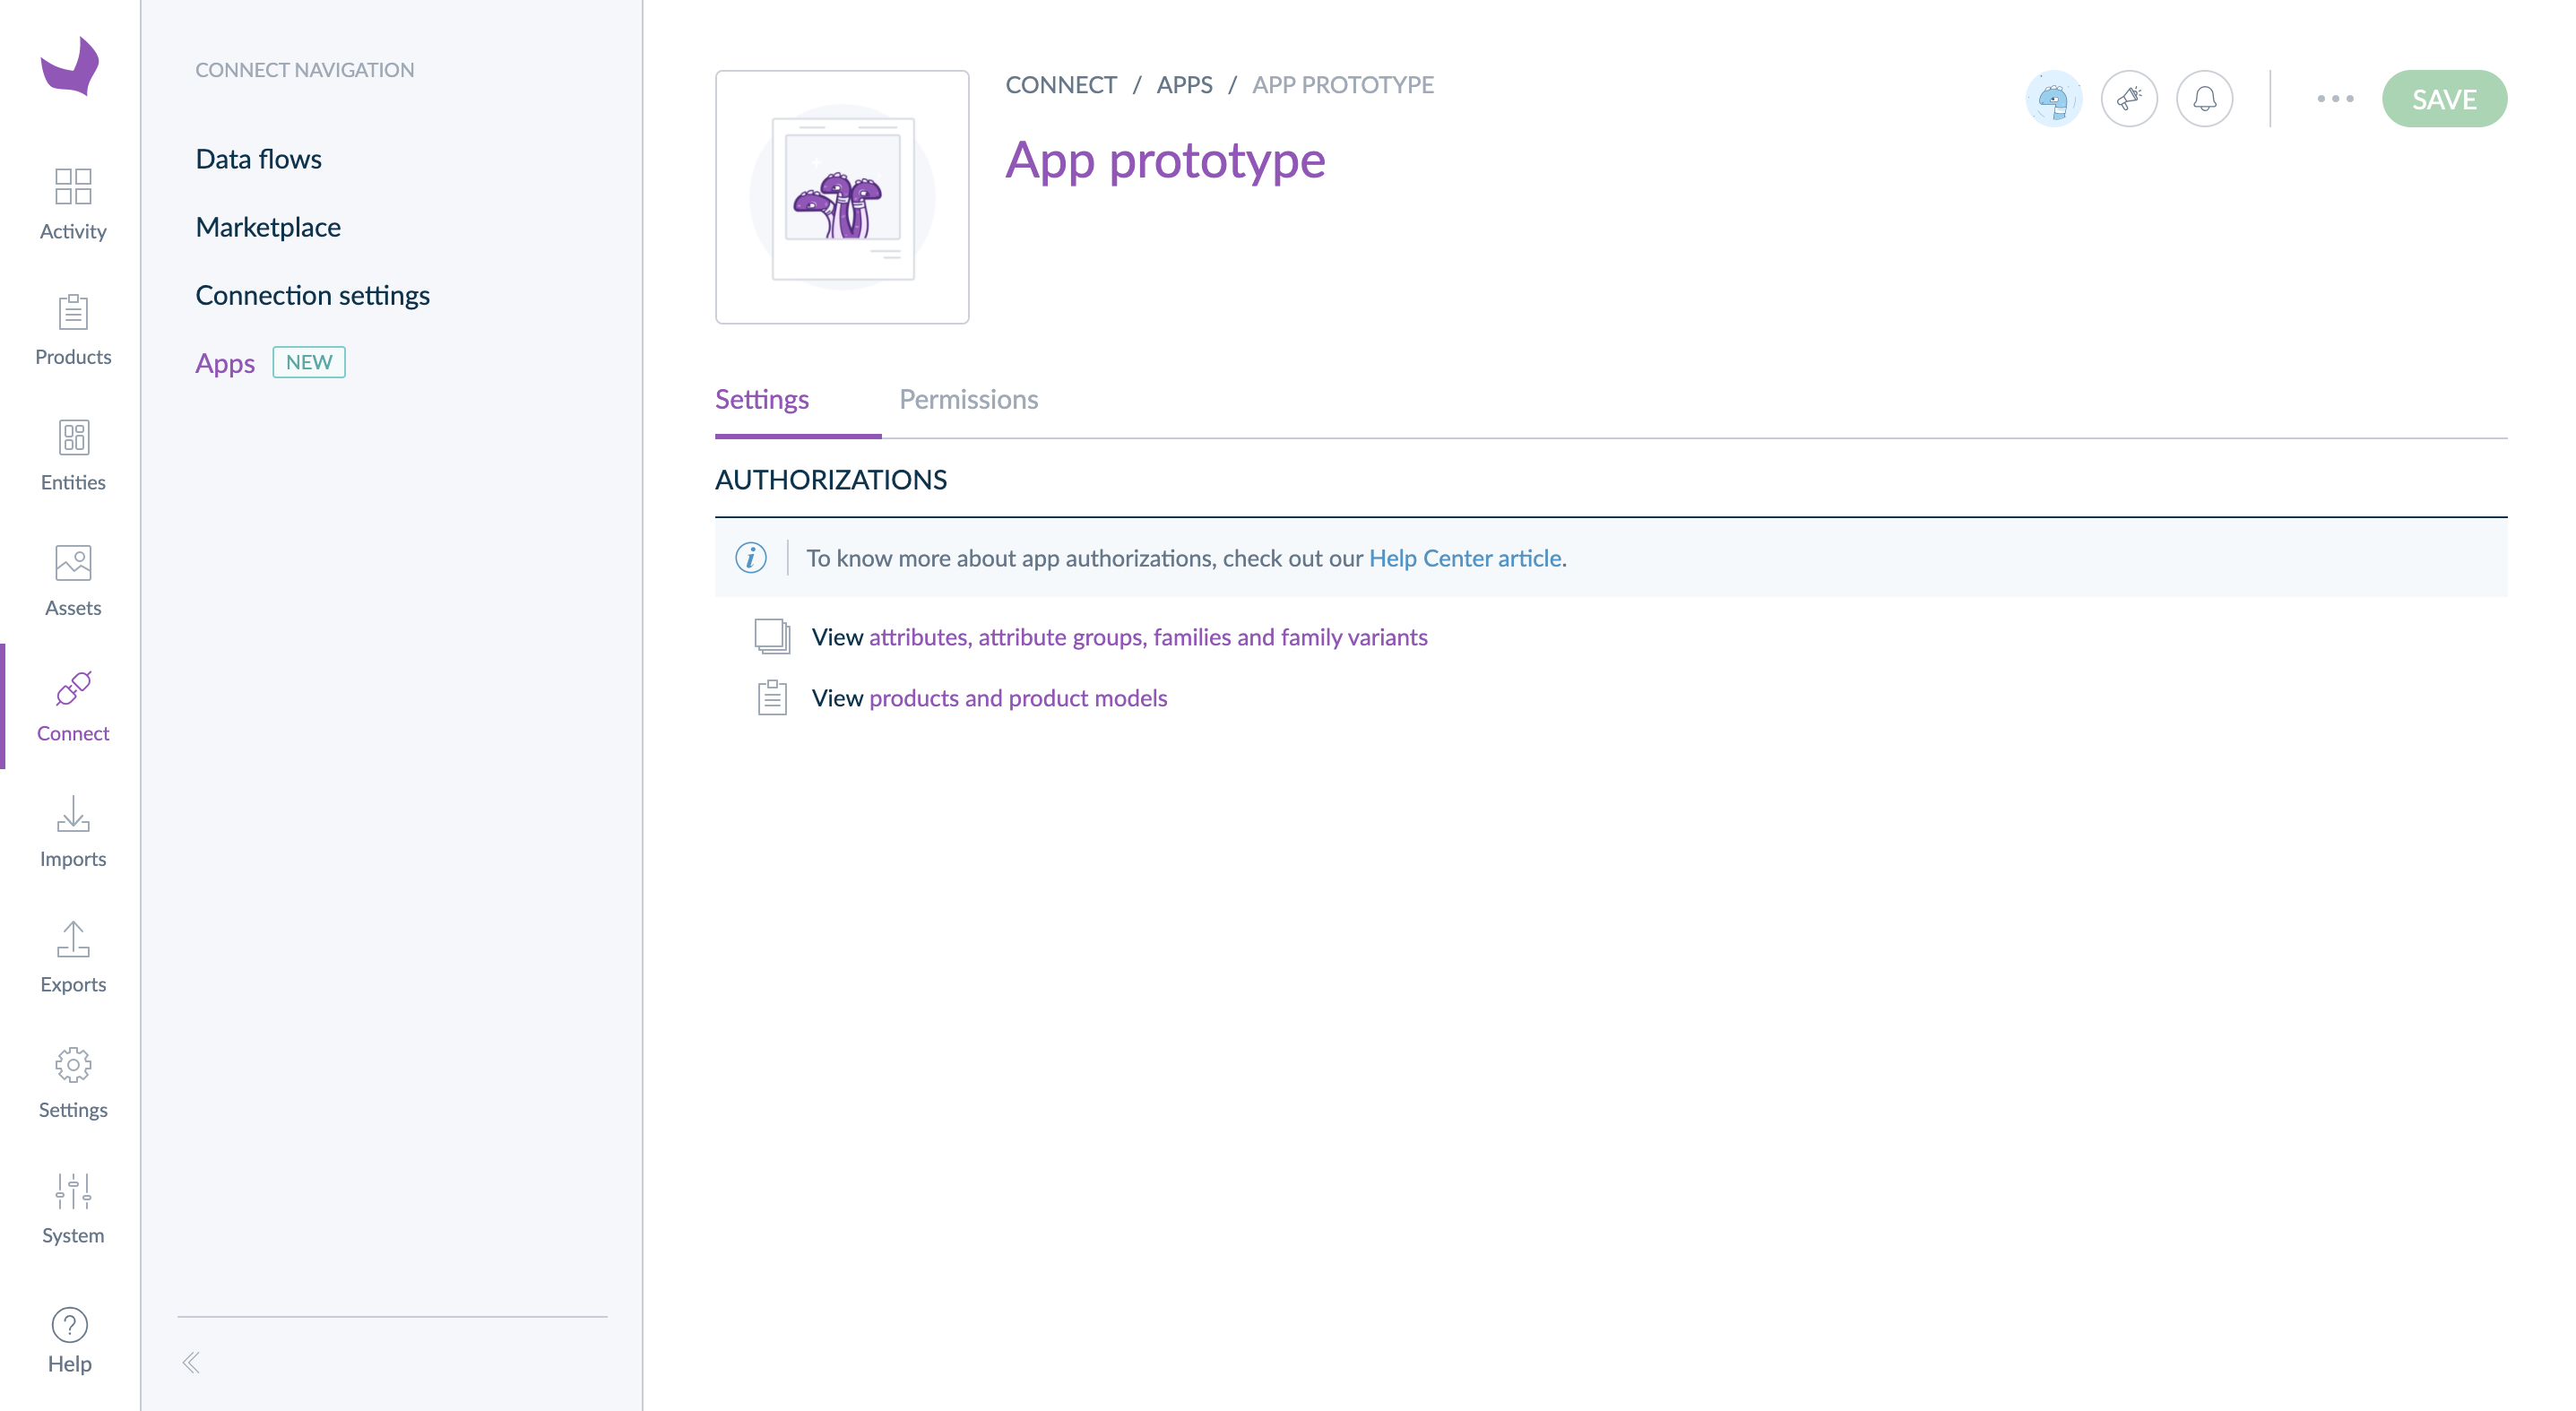 Activity
Products
Entities
Assets
Connect
Imports
Exports
Settings
System
Help
CONNECT NAVIGATION
Data flows
Marketplace
Connection settings
Apps NEW
CONNECT / APPS / APP PROTOTYPE
SAVE
App prototype
Settings Permissions
AUTHORIZATIONS
To know more about app authorizations, check out our Help Center article.
View attributes, attribute groups, families and family variants
View products and product models